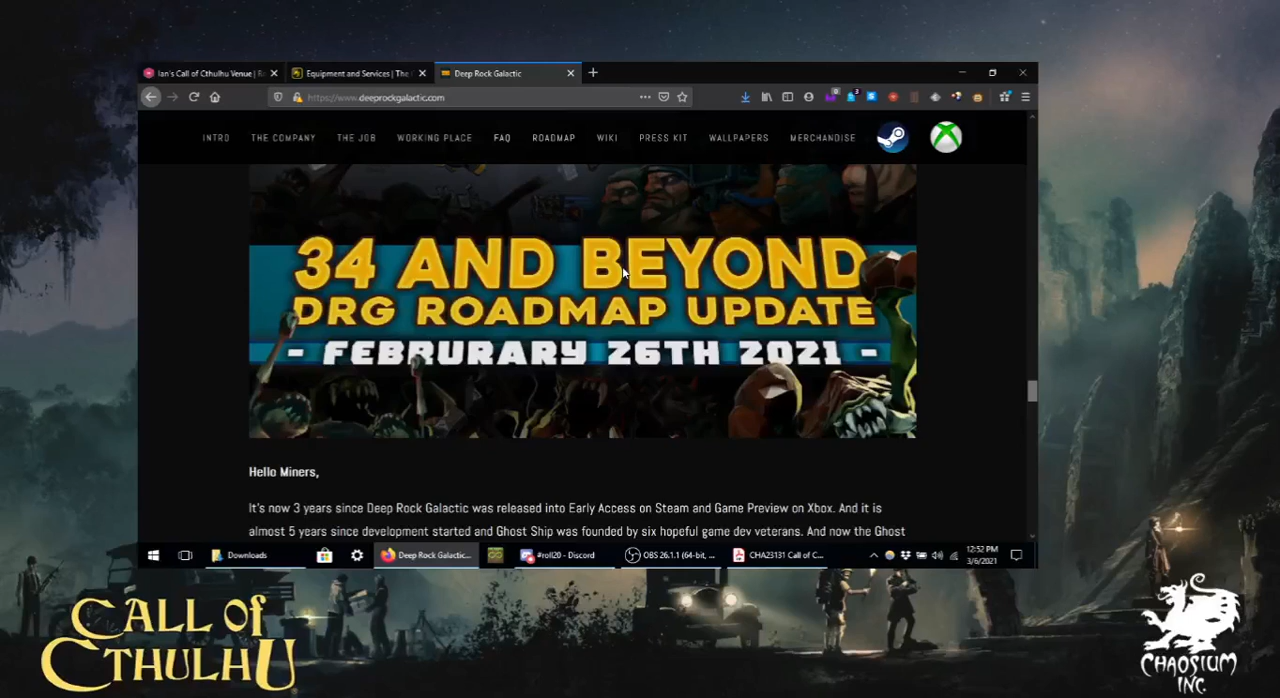 Ian's Call of Cthulhu Venue | R
Equipment and Services | The
Deep Rock Galactic
https://www.deeprockgalactic.com
INTRO THE COMPANY THE JOB WORKING PLACE FAQ ROADMAP WIKI PRESS KIT WALLPAPERS MERCHANDISE
34 AND BEYOND
DRG ROADMAP UPDATE
- FEBRURARY 26TH 2021 -
Hello Miners,
It's now 3 years since Deep Rock Galactic was released into Early Access on Steam and Game Preview on Xbox. And it is
almost 5 years since development started and Ghost Ship was founded by six hopeful game dev veterans. And now the Ghost
Downloads
Deep Rock Galactic...
#roll20 - Discord
OBS 26.1.1 (64-bit, ...
CHA23131 Call of C...
12:52 PM
3/6/2021
CALL of
CTHULHU
CHAOSIUM
INC.